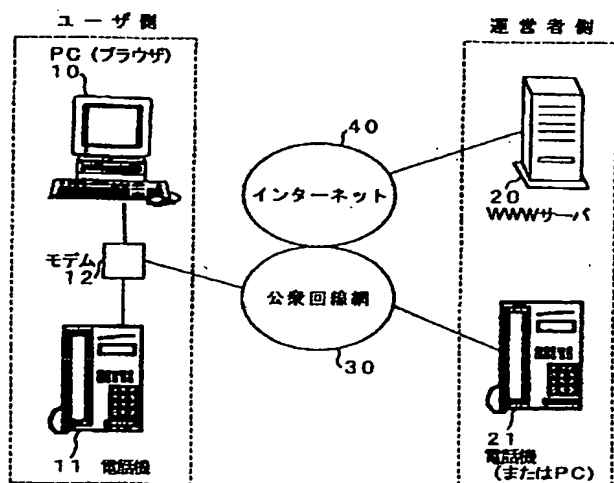 ユーザ側
PC(ブラウザ)
10
モデム
12
11 電話機
40
インターネット
公衆回線網
30
運営者側
20
WWWサーバ
21
電話機
(またはPC)